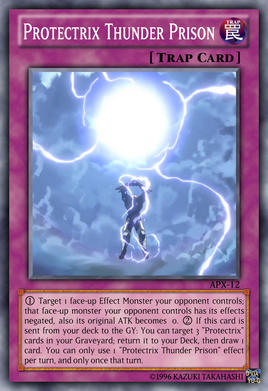 PROTECTRIX THUNDER PRISON
TRAP
罠
[ TRAP CARD ]
APX-12
① Target 1 face-up Effect Monster your opponent controls;
that face-up monster your opponent controls has its effects
negated, also its original ATK becomes 0. ② If this card is
sent from your deck to the GY: You can target 3 "Protectrix"
cards in your Graveyard; return it to your Deck, then draw 1
card. You can only use 1 "Protectrix Thunder Prison" effect
per turn, and only once that turn.
©1996 KAZUKI TAKAHASHI